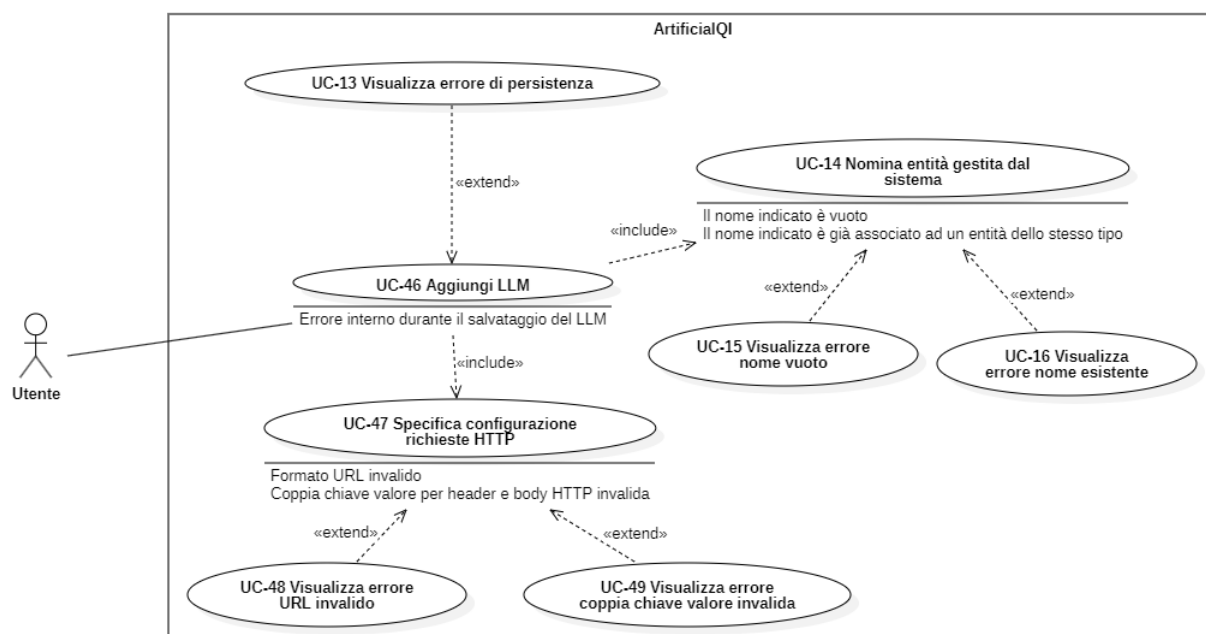 ArtificialQI
UC-13 Visualizza errore di persistenza
«extend»
UC-14 Nomina entità gestita dal
sistema
Il nome indicato è vuoto
Il nome indicato è già associato ad un entità dello stesso tipo
«include»
UC-46 Aggiungi LLM
Errore interno durante il salvataggio del LLM
«extend»
«extend»
UC-15 Visualizza errore
nome vuoto
UC-16 Visualizza
errore nome esistente
Utente
«include»
UC-47 Specifica configurazione
richieste HTTP
Formato URL invalido
Coppia chiave valore per header e body HTTP invalida
«extend»
«extend»
UC-48 Visualizza errore
URL invalido
UC-49 Visualizza errore
coppia chiave valore invalida